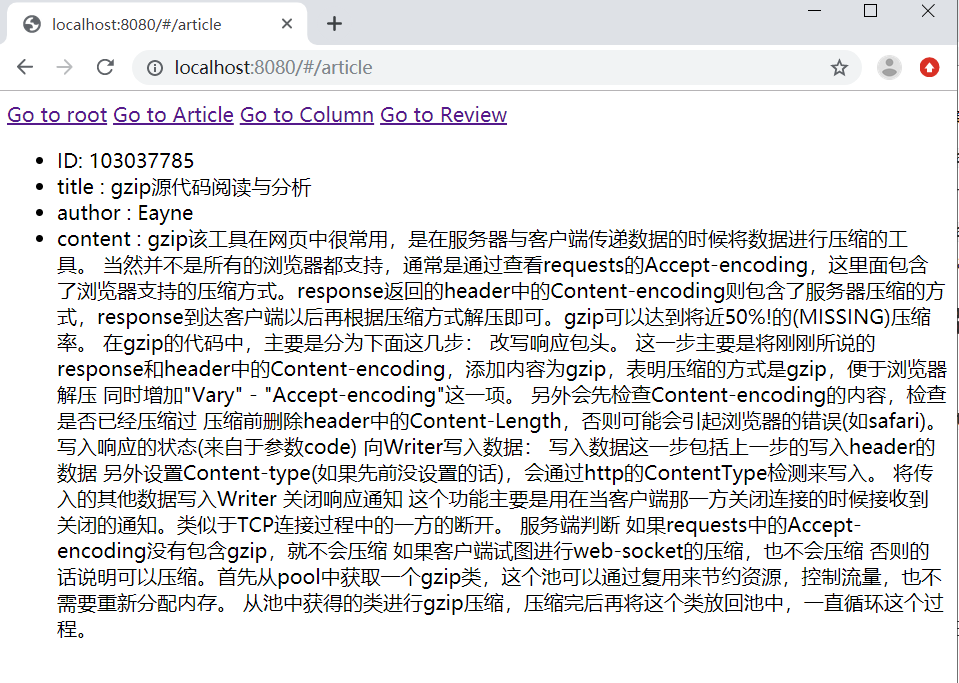 localhost:8080/#/article
localhost:8080/#/article
Go to root Go to Article Go to Column Go to Review
ID: 103037785
title : gzip源代码阅读与分析
author : Eayne
content : gzip该工具在网页中很常用，是在服务器与客户端传递数据的时候将数据进行压缩的工
具。 当然并不是所有的浏览器都支持，通常是通过查看requests的Accept-encoding，这里面包含
了浏览器支持的压缩方式。response返回的header中的Content-encoding则包含了服务器压缩的方
式，response到达客户端以后再根据压缩方式解压即可。gzip可以达到将近50%!的(MISSING)压缩
率。 在gzip的代码中，主要是分为下面这几步： 改写响应包头。 这一步主要是将刚刚所说的
response和header中的Content-encoding，添加内容为gzip，表明压缩的方式是gzip，便于浏览器
解压 同时增加"Vary" - "Accept-encoding"这一项。 另外会先检查Content-encoding的内容，检查
是否已经压缩过 压缩前删除header中的Content-Length，否则可能会引起浏览器的错误(如safari)。
写入响应的状态(来自于参数code) 向Writer写入数据： 写入数据这一步包括上一步的写入header的
数据 另外设置Content-type(如果先前没设置的话)，会通过http的ContentType检测来写入。 将传
入的其他数据写入Writer 关闭响应通知 这个功能主要是用在当客户端那一方关闭连接的时候接收到
关闭的通知。类似于TCP连接过程中的一方的断开。 服务端判断 如果requests中的Accept-
encoding没有包含gzip，就不会压缩 如果客户端试图进行web-socket的压缩，也不会压缩 否则的
话说明可以压缩。首先从pool中获取一个gzip类，这个池可以通过复用来节约资源，控制流量，也不
需要重新分配内存。 从池中获得的类进行gzip压缩，压缩完后再将这个类放回池中，一直循环这个过
程。